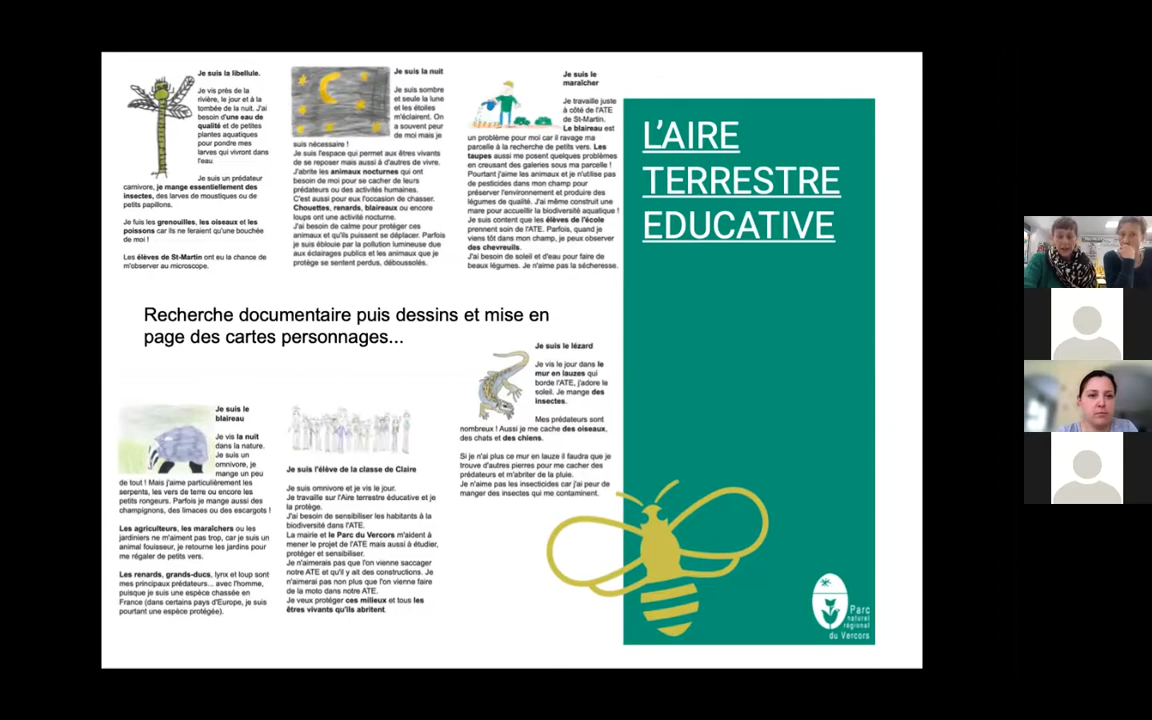 Je suis la libellule.
Je vis près de la
rivière, le jour et à la
tombée de la nuit. J'ai
besoin d'une eau de
qualité et de petites
plantes aquatiques
pour pondre mes
larves qui vivront dans
l'eau.
Je suis un prédateur
carnivore, je mange essentiellement des
insectes, des larves de moustiques ou de
petits papillons.
Je fuis les grenouilles, les oiseaux et les
poissons car ils ne feraient qu'une bouchée
de moi !
Les élèves de St-Martin ont eu la chance de
m'observer au microscope.
Je suis la nuit
Je suis sombre
et seule la lune
et les étoiles
m'éclairent. On
a souvent peur
de moi mais je
suis nécessaire !
Je suis l'espace qui permet aux êtres vivants
de se reposer mais aussi à d'autres de vivre.
J'abrite les animaux nocturnes qui ont
besoin de moi pour se cacher de leurs
prédateurs ou des activités humaines.
C'est aussi pour eux l'occasion de chasser.
Chouettes, renards, blaireaux ou encore
loups ont une activité nocturne.
J'ai besoin de calme pour protéger ces
animaux et qu'ils puissent se déplacer. Parfois
je suis éblouie par la pollution lumineuse due
aux éclairages publics et les animaux que je
protège se sentent perdus, déboussolés.
Je suis le
maraîcher
Je travaille juste
à côté de l'ATE
de St-Martin.
Le blaireau est
un problème pour moi car il ravage ma
parcelle à la recherche de petits vers. Les
taupes aussi me posent quelques problèmes
en creusant des galeries sous ma parcelle !
Pourtant j'aime les animaux et je n'utilise pas
de pesticides dans mon champ pour
préserver l'environnement et produire des
légumes de qualité. J'ai même construit une
mare pour accueillir la biodiversité aquatique !
Je suis content que les élèves de l'école
prennent soin de l'ATE. Parfois, quand je
viens tôt dans mon champ, je peux observer
des chevreuils.
J'ai besoin de soleil et d'eau pour faire de
beaux légumes. Je n'aime pas la sécheresse.
L'AIRE
TERRESTRE
EDUCATIVE
Recherche documentaire puis dessins et mise en
page des cartes personnages...
Je suis le
blaireau
Je vis la nuit
dans la nature.
Je suis un
omnivore, je
mange un peu
de tout ! Mais j'aime particulièrement les
serpents, les vers de terre ou encore les
petits rongeurs. Parfois je mange aussi des
champignons, des limaces ou des escargots !
Les agriculteurs, les maraîchers ou les
jardiniers ne m'aiment pas trop, car je suis un
animal fouisseur, je retourne les jardins pour
me régaler de petits vers.
Les renards, grands-ducs, lynx et loup sont
mes principaux prédateurs... avec l'homme,
puisque je suis une espèce chassée en
France (dans certains pays d'Europe, je suis
pourtant une espèce protégée).
Je suis l'élève de la classe de Claire
Je suis omnivore et je vis le jour.
Je travaille sur l'Aire terrestre éducative et je
la protège.
J'ai besoin de sensibiliser les habitants à la
biodiversité dans l'ATE.
La mairie et le Parc du Vercors m'aident à
mener le projet de l'ATE mais aussi à étudier,
protéger et sensibiliser.
Je n'aimerais pas que l'on vienne saccager
notre ATE et qu'il y ait des constructions. Je
n'aimerai pas non plus que l'on vienne faire
de la moto dans notre ATE.
Je veux protéger ces milieux et tous les
êtres vivants qu'ils abritent.
Je suis le lézard
Je vis le jour dans le
mur en lauzes qui
borde l'ATE, j'adore le
soleil. Je mange des
insectes.
Mes prédateurs sont
nombreux ! Aussi je me cache des oiseaux,
des chats et des chiens.
Si je n'ai plus ce mur en lauze il faudra que je
trouve d'autres pierres pour me cacher des
prédateurs et m'abriter de la pluie.
Je n'aime pas les insecticides car j'ai peur de
manger des insectes qui me contaminent.
Parc
naturel
régional
du Vercors